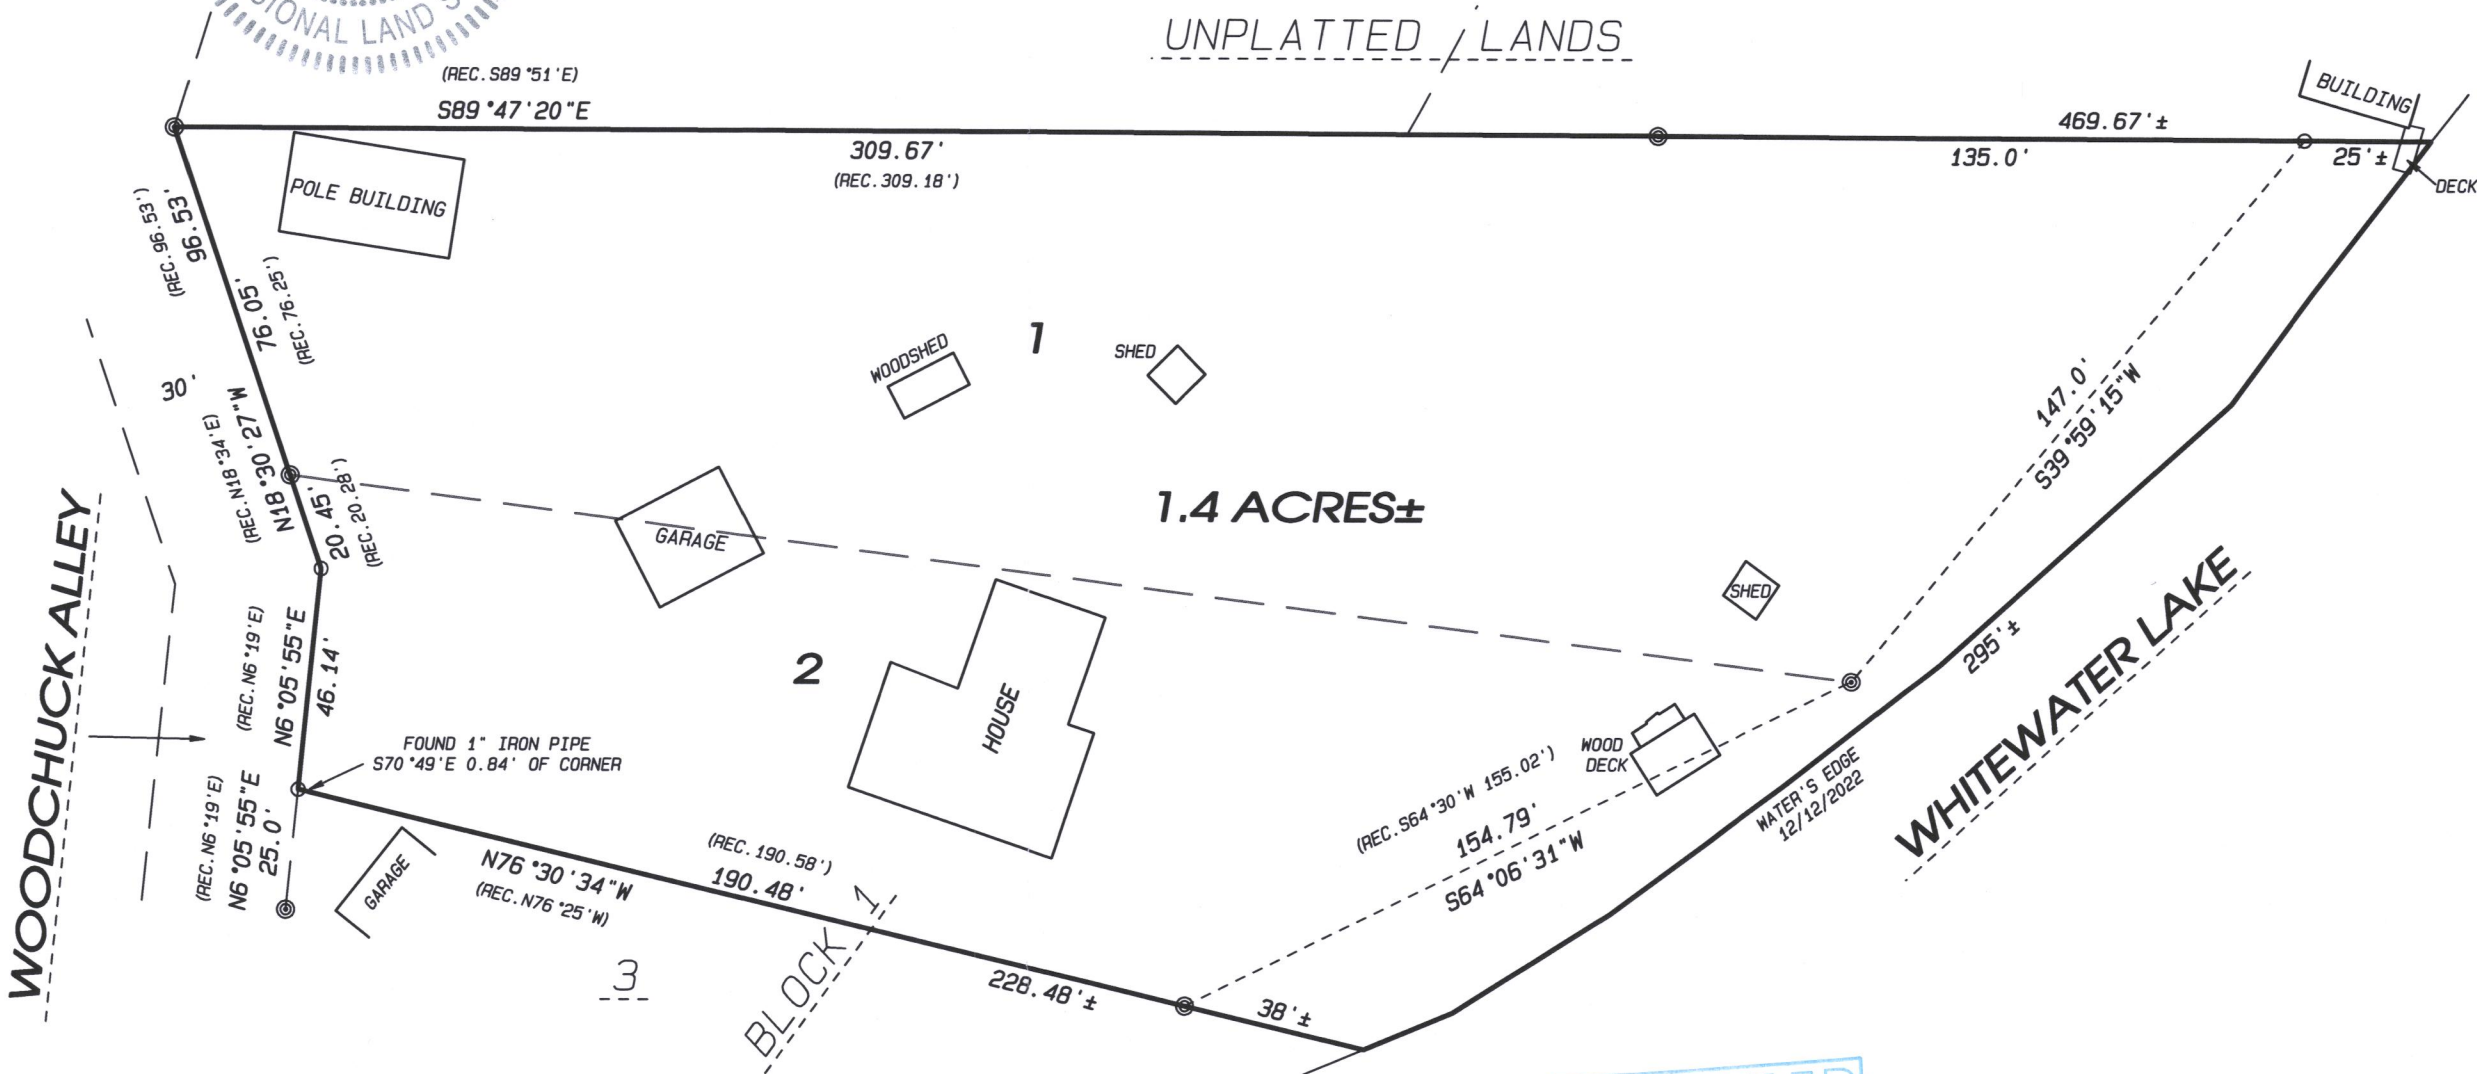 SIONAL LAND S
UNPLATTED LANDS
(REC.S89°51'E)
S89°47'20"E
309.67'
(REC.309.18')
469.67'±
135.0'
25'±
BUILDING
DECK
POLE BUILDING
(REC.96.53')
96.53'
76.05'
(REC.76.25')
30'
(REC.N18°34'E)
N18°30'27"W
20.45'
(REC.20.28')
WOODSHED
1
SHED
147.0'
S39°59'15"W
1.4 ACRES±
GARAGE
SHED
WOODCHUCK ALLEY
(REC.N6°19'E)
N6°05'55"E
46.14'
2
HOUSE
295'±
WHITEWATER LAKE
FOUND 1" IRON PIPE
S70°49'E 0.84' OF CORNER
WOOD
DECK
WATER'S EDGE
12/12/2022
(REC.N6°19'E)
N6°05'55"E
25.0'
GARAGE
(REC.S64°30'W 155.02')
154.79'
S64°06'31"W
(REC.190.58')
N76°30'34"W
190.48'
(REC.N76°25'W)
BLOCK 1
3
228.48'±
38'±